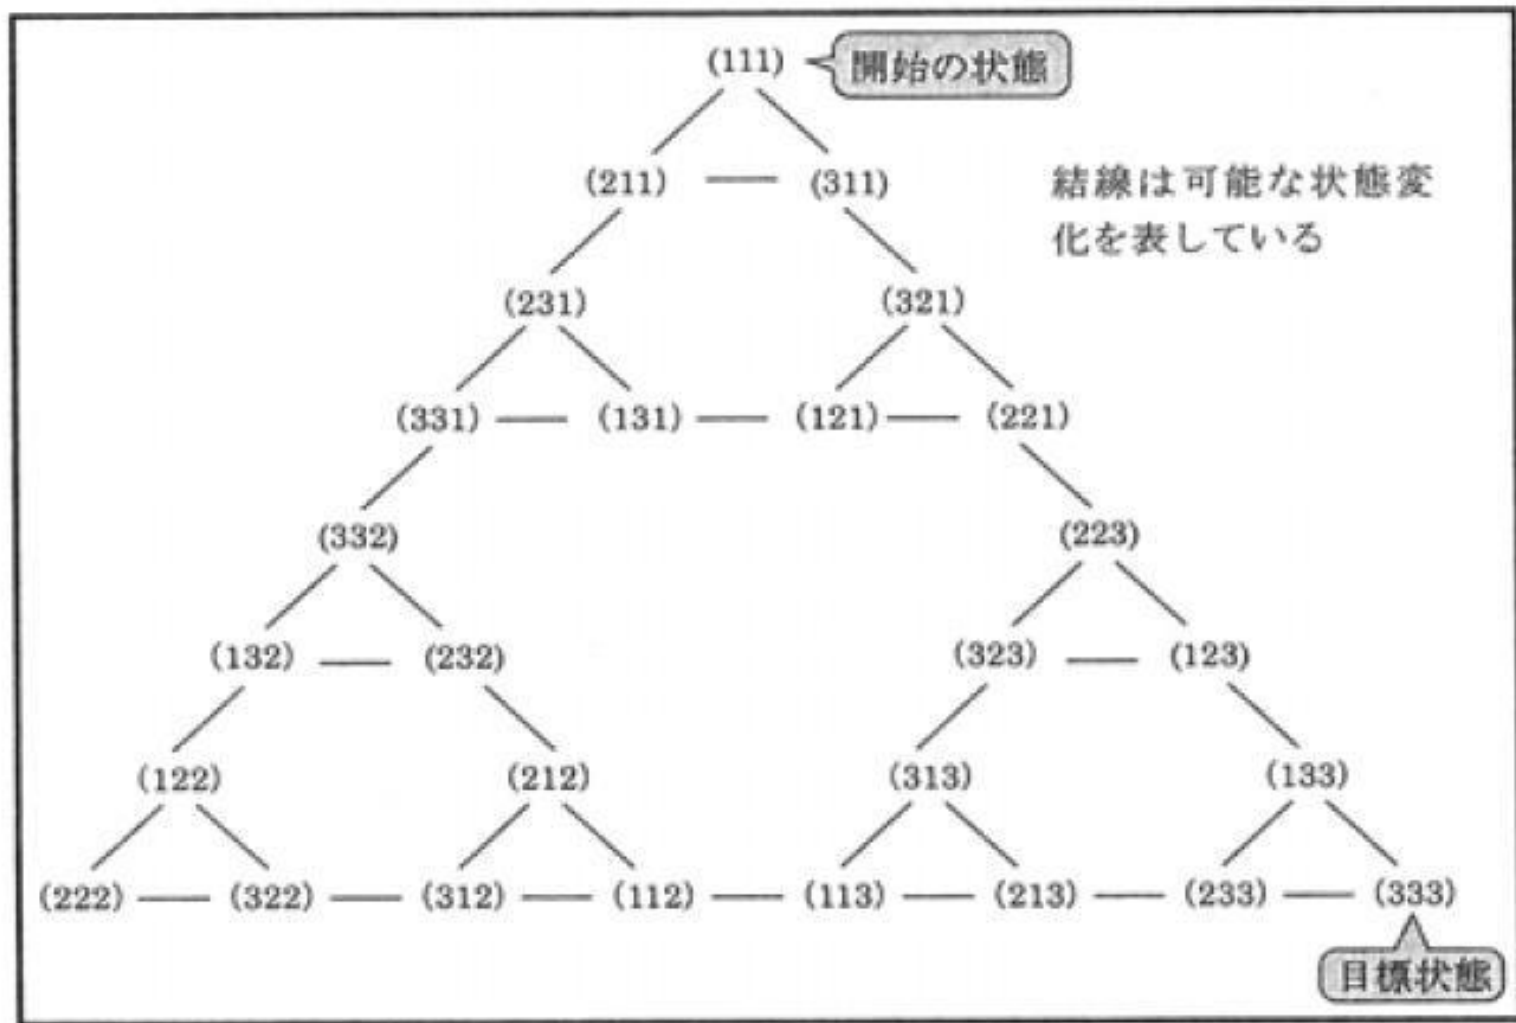 (111) 開始の状態
(211) (311) 結線は可能な状態変
化を表している
(231) (321)
(331) (131) (121) (221)
(332) (223)
(132) (232) (323) (123)
(122) (212) (313) (133)
(222) (322) (312) (112) (113) (213) (233) (333)
目標状態